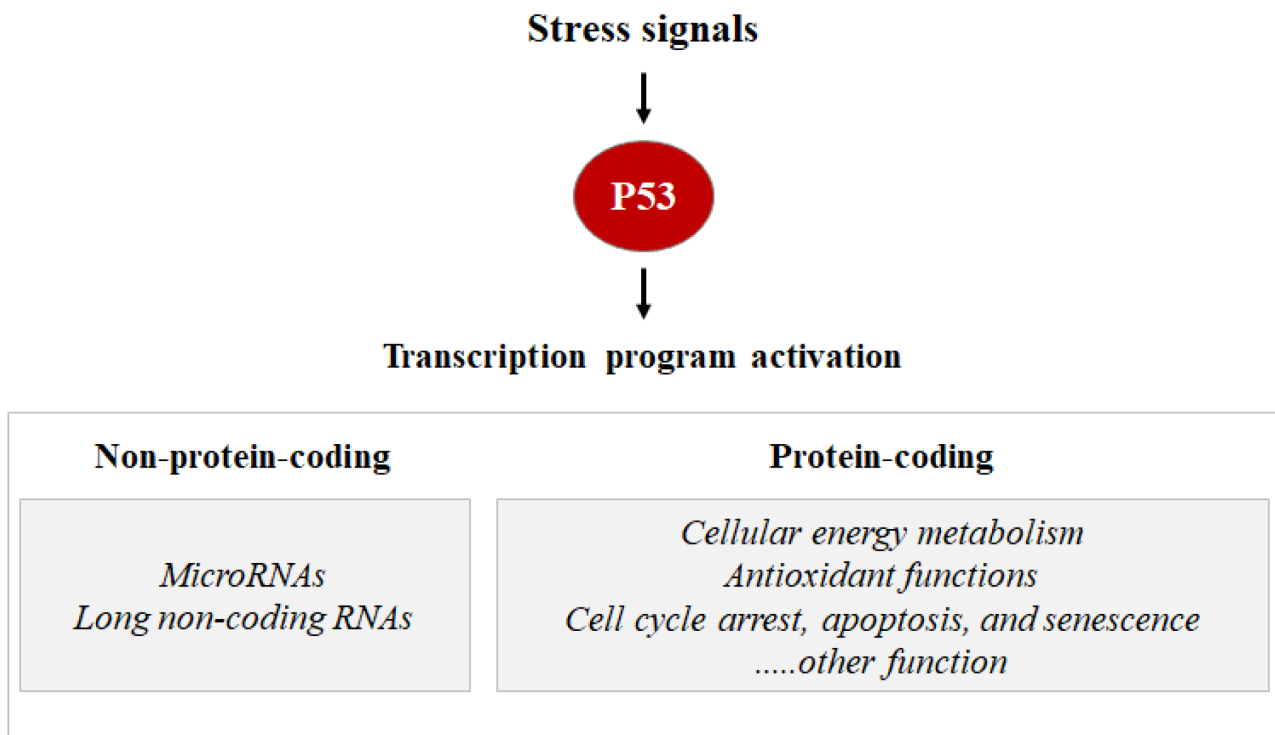 Stress signals
P53
Transcription program activation
Non-protein-coding
Protein-coding
MicroRNAs
Long non-coding RNAs
Cellular energy metabolism
Antioxidant functions
Cell cycle arrest, apoptosis, and senescence
.....other function